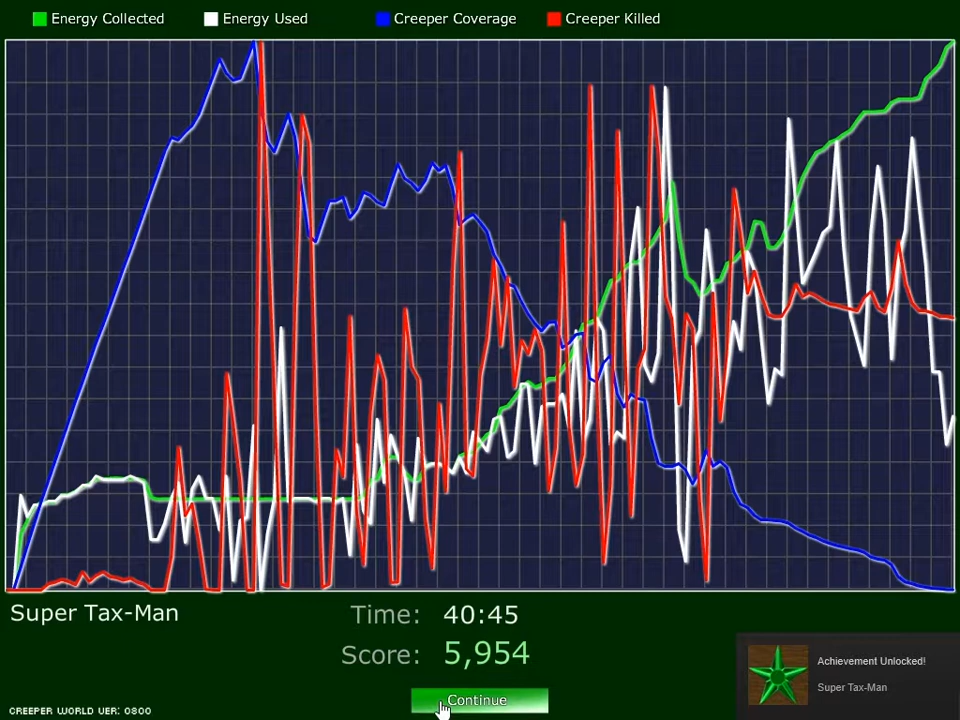 Energy Collected Energy Used Creeper Coverage Creeper Killed
Super Tax-Man
Time: 40:45
Score: 5,954
Achievement Unlocked!
Super Tax-Man
Continue
CREEPER WORLD VER: 0800